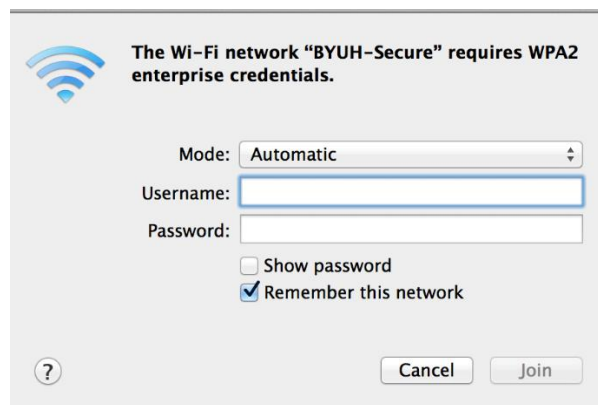 The Wi-Fi network “BYUH-Secure” requires WPA2
enterprise credentials.
Mode: Automatic
Username:
Password:
Show password
Remember this network
? Cancel Join